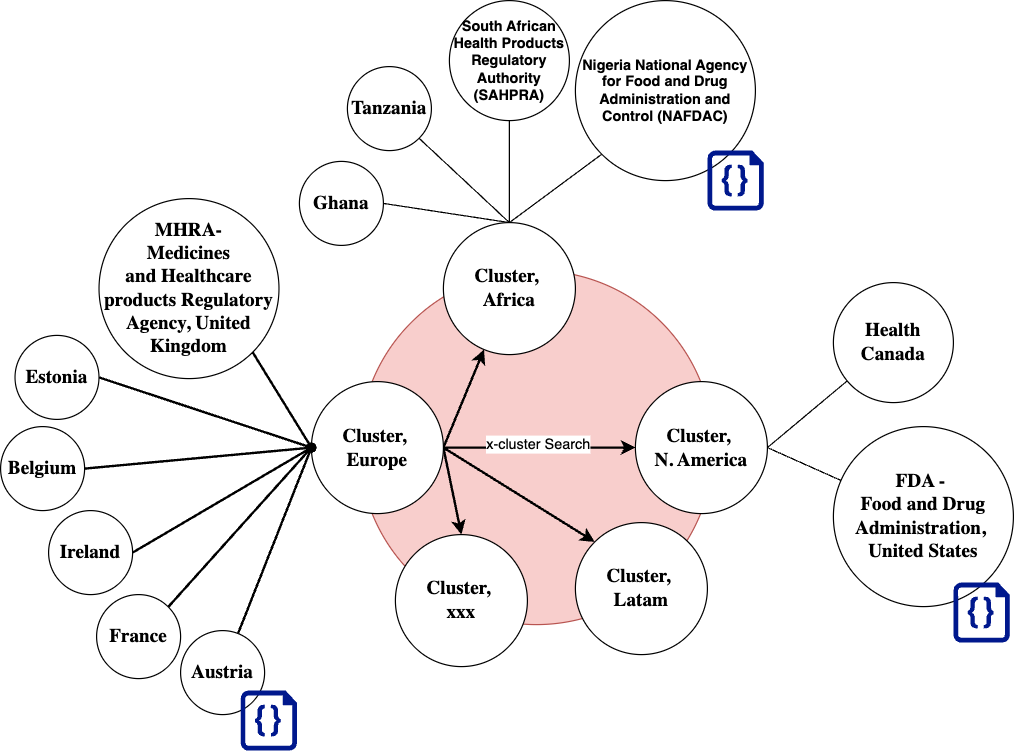 South African
Health Products
Regulatory
Authority
(SAHPRA)
Nigeria National Agency
for Food and Drug
Administration and
Control (NAFDAC)
{}
Tanzania
Ghana
MHRA-
Medicines
and Healthcare
products Regulatory
Agency, United
Kingdom
Cluster,
Africa
Health
Canada
Estonia
Cluster,
Europe
x-cluster Search
Cluster,
N. America
Belgium
FDA -
Food and Drug
Administration,
United States
{}
Ireland
Cluster,
xxx
Cluster,
Latam
France
Austria
{}